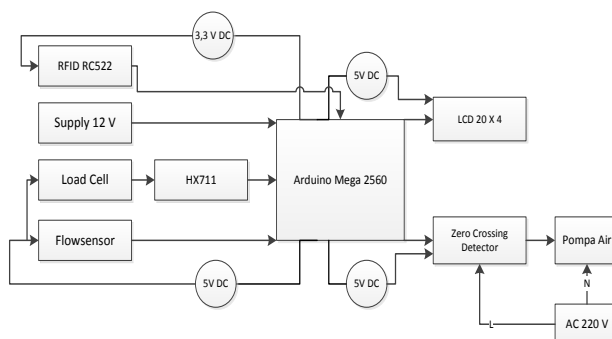 3,3 V DC
RFID RC522
5V DC
LCD 20 X 4
Supply 12 V
Load Cell
HX711
Arduino Mega 2560
Flowsensor
Zero Crossing
Detector
Pompa Air
5V DC
5V DC
N
L
AC 220 V